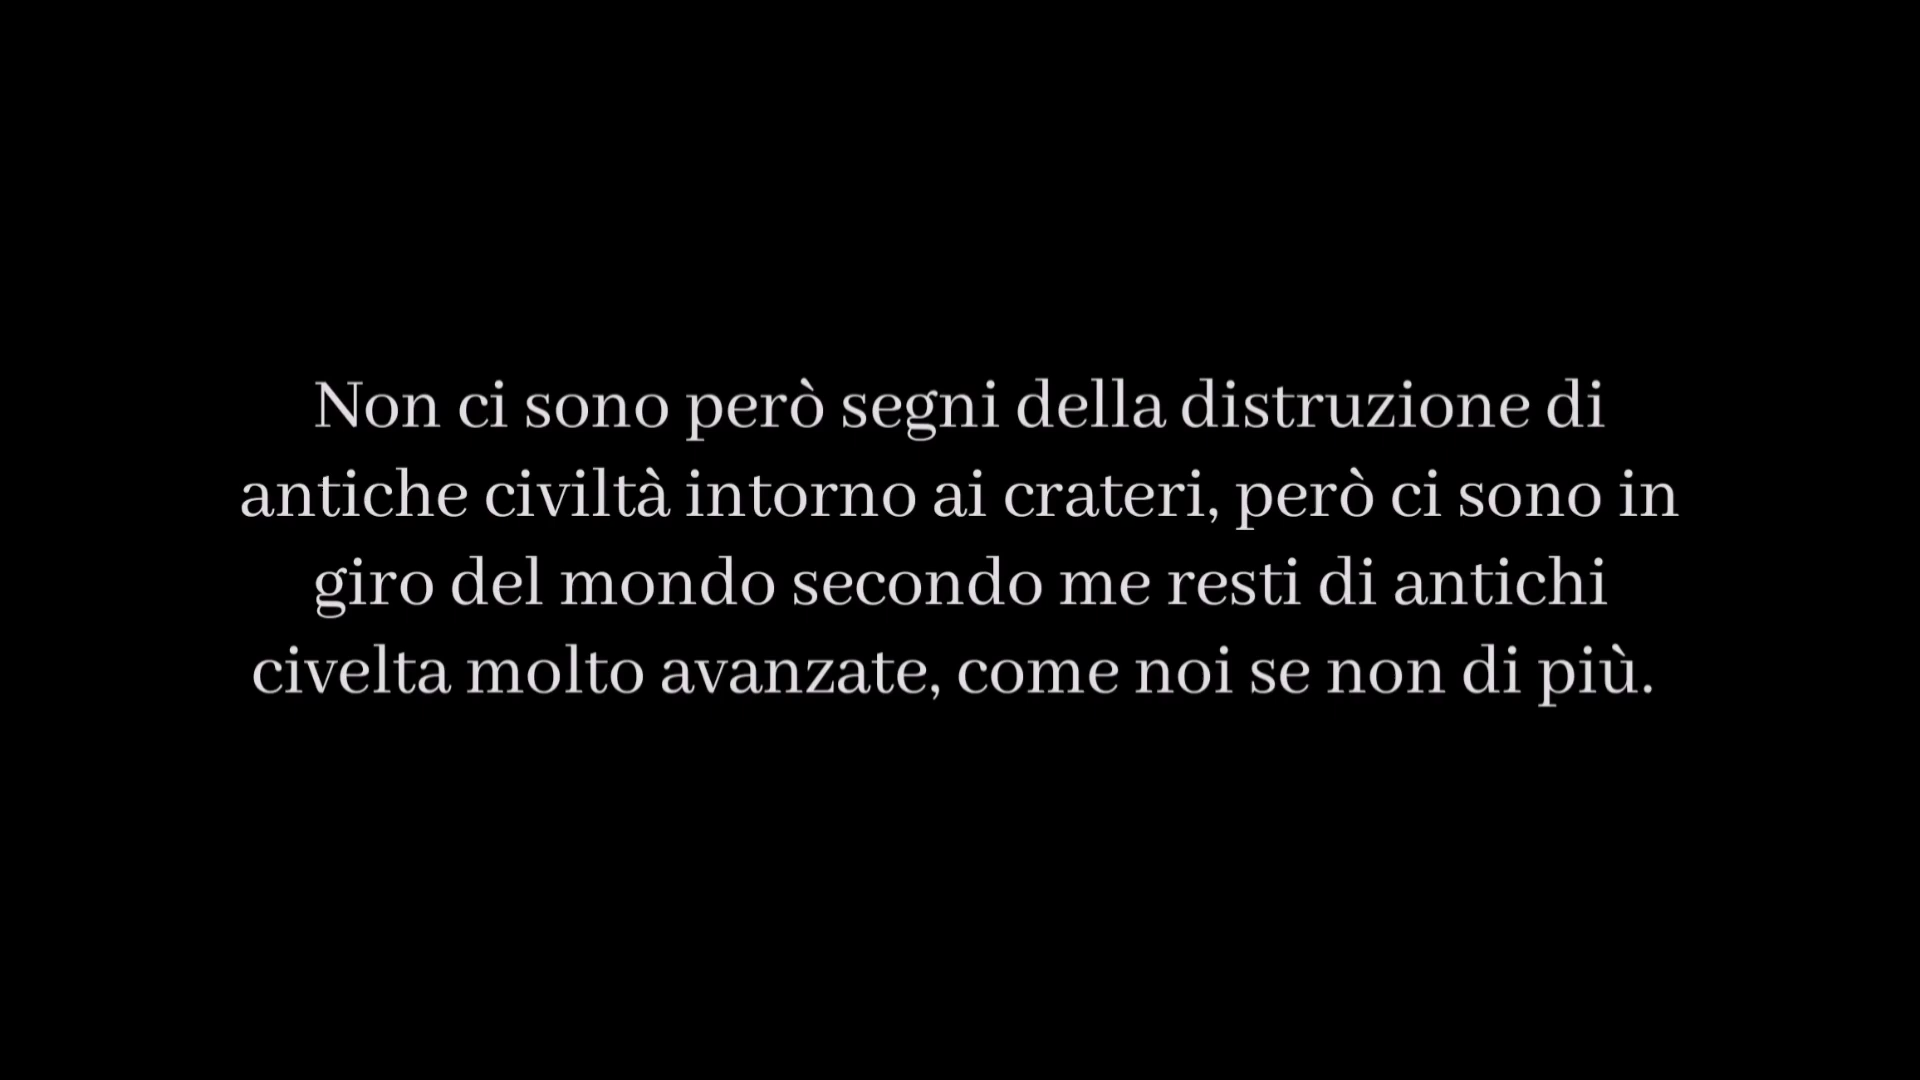 Non ci sono però segni della distruzione di
antiche civiltà intorno ai crateri, però ci sono in
giro del mondo secondo me resti di antichi
civelta molto avanzate, come noi se non di più.